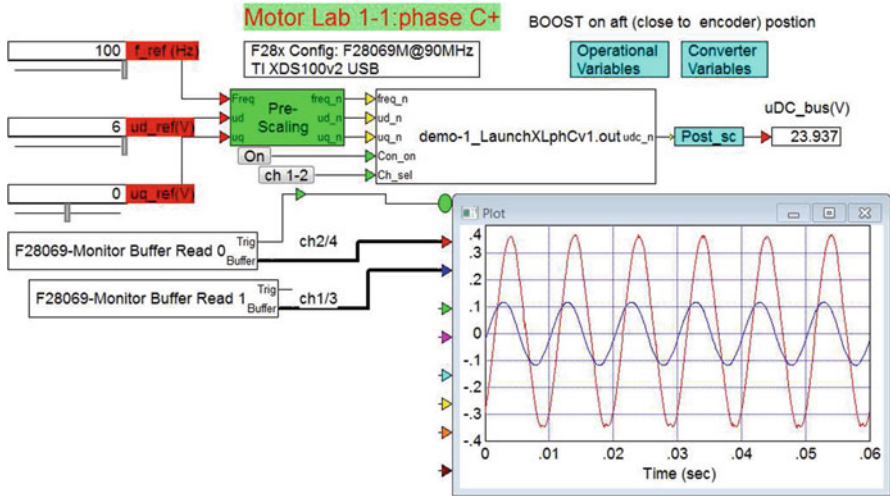 Motor Lab 1-1:phase C+
BOOST on aft (close to encoder) postion
100 f_ref (Hz)
F28x Config: F28069M@90MHz
TI XDS100v2 USB
Operational
Variables
Converter
Variables
6 ud_ref(V)
0 uq_ref(V)
Freq
ud
uq
Pre-
Scaling
freq_n
ud_n
uq_n
freq_n
ud_n
uq_n
Con_on
Ch_sel
demo-1_LaunchXLphCv1.out
udc_n
Post_sc
uDC_bus(V)
23.937
On
ch 1-2
F28069-Monitor Buffer Read 0
Trig
Buffer
ch2/4
F28069-Monitor Buffer Read 1
Trig
Buffer
ch1/3
Plot
.4
.3
.2
.1
0
-.1
-.2
-.3
-.4
0 .01 .02 .03 .04 .05 .06
Time (sec)